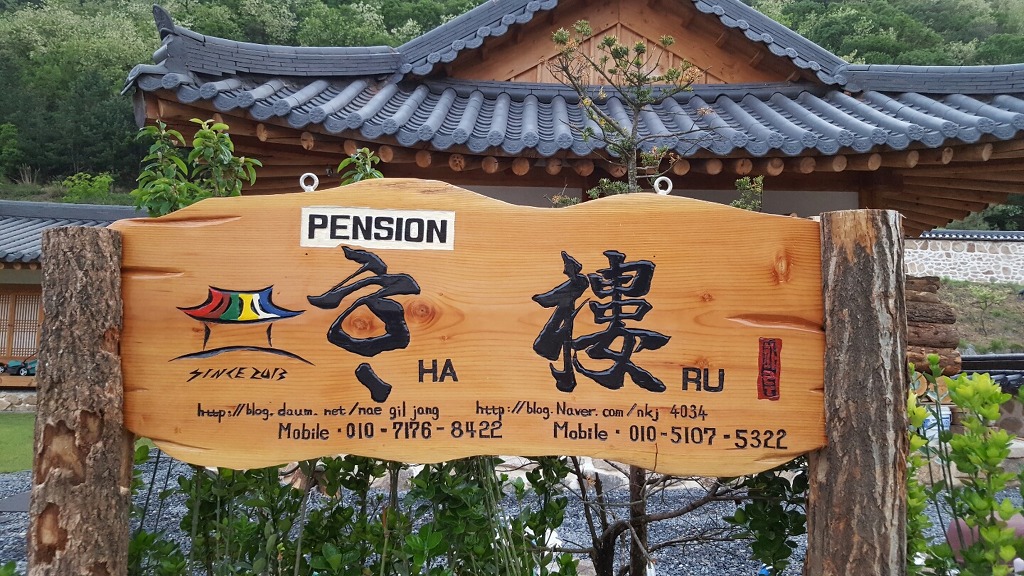 PENSION
ᄒᆞ HA 樓 RU
SINCE 2013
http://blog.daum.net/nae gil jang http://blog.Naver.com/nkj 4034
Mobile · 010-7176-8422 Mobile · 010-5107-5322